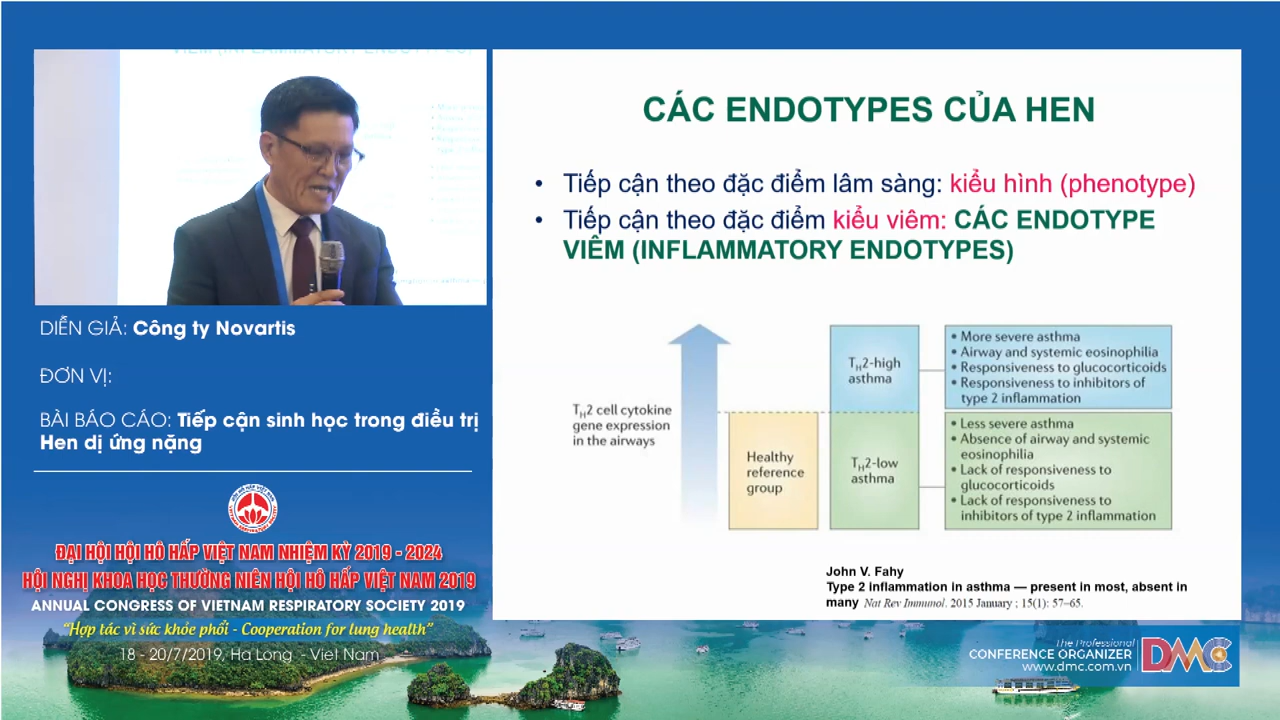 CÁC ENDOTYPES CỦA HEN
• Tiếp cận theo đặc điểm lâm sàng: kiểu hình (phenotype)
• Tiếp cận theo đặc điểm kiểu viêm: CÁC ENDOTYPE
VIÊM (INFLAMMATORY ENDOTYPES)
TH2 cell cytokine
gene expression
in the airways
Healthy
reference
group
TH2-high
asthma
• More severe asthma
• Airway and systemic eosinophilia
• Responsiveness to glucocorticoids
• Responsiveness to inhibitors of
type 2 inflammation
TH2-low
asthma
• Less severe asthma
• Absence of airway and systemic
eosinophilia
• Lack of responsiveness to
glucocorticoids
• Lack of responsiveness to
inhibitors of type 2 inflammation
John V. Fahy
Type 2 inflammation in asthma — present in most, absent in
many Nat Rev Immunol. 2015 January ; 15(1): 57–65.
DIỄN GIẢ: Công ty Novartis
ĐƠN VỊ:
BÀI BÁO CÁO: Tiếp cận sinh học trong điều trị
Hen dị ứng nặng
ĐẠI HỘI HỘI HÔ HẤP VIỆT NAM NHIỆM KỲ 2019 - 2024
HỘI NGHỊ KHOA HỌC THƯỜNG NIÊN HỘI HÔ HẤP VIỆT NAM 2019
ANNUAL CONGRESS OF VIETNAM RESPIRATORY SOCIETY 2019
“Hợp tác vì sức khỏe phổi - Cooperation for lung health”
18 - 20/7/2019, Ha Long - Viet Nam
The Professional
CONFERENCE ORGANIZER
www.dmc.com.vn
DMC